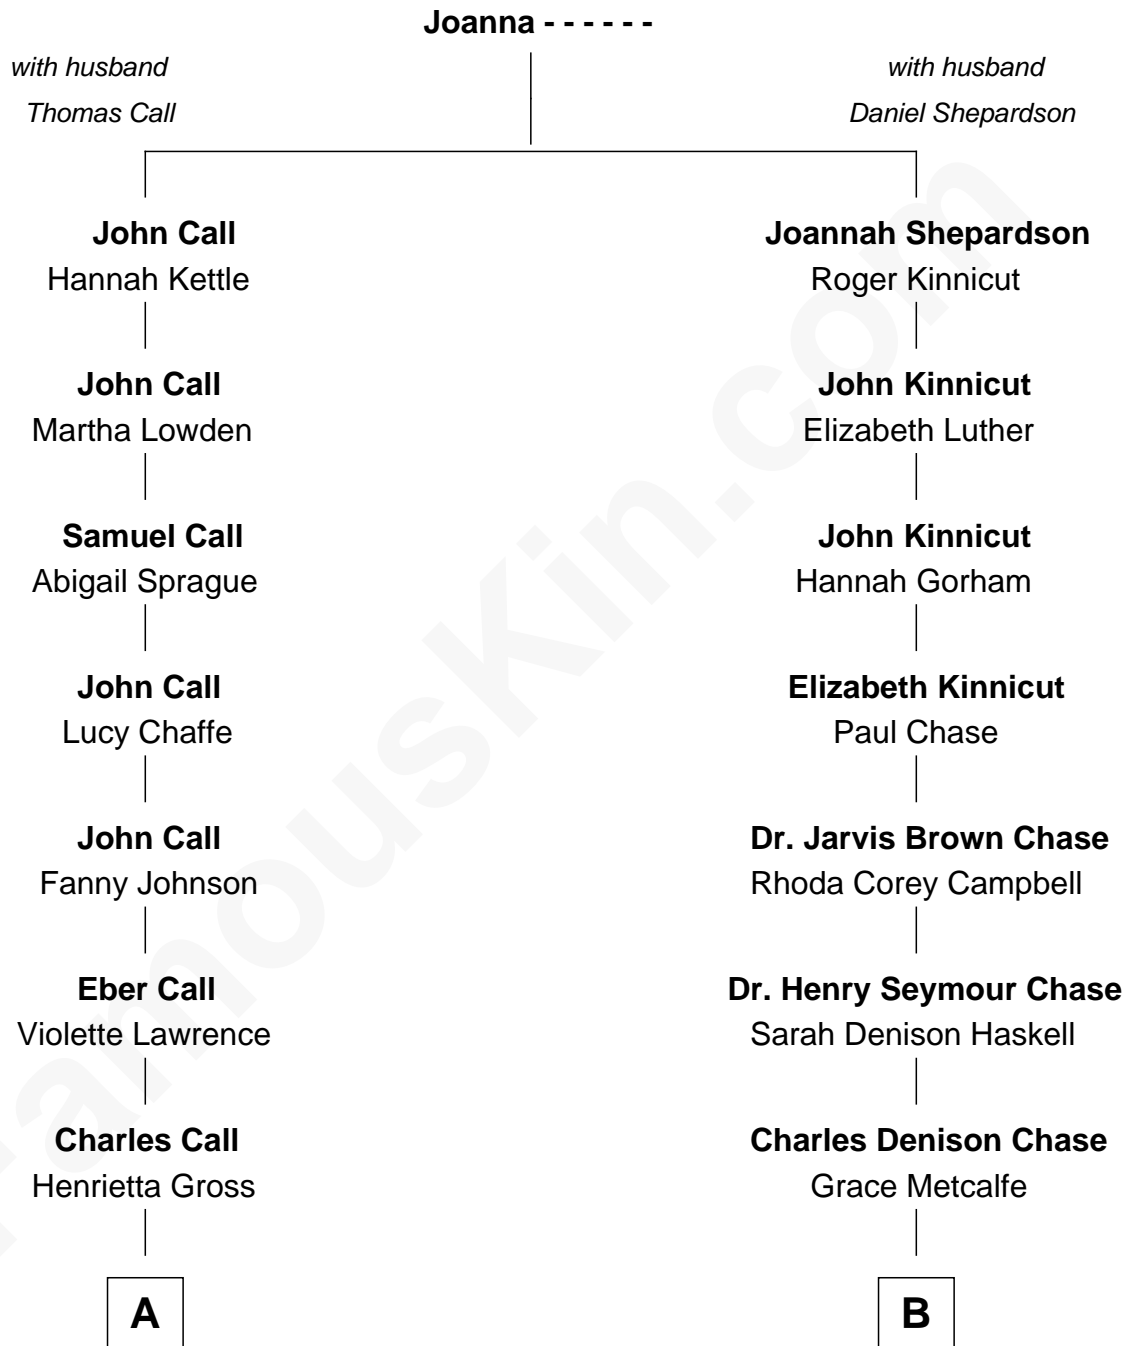 Joanna - - - - - -
with husband
Thomas Call
with husband
Daniel Shepardson
John Call
Hannah Kettle
Joannah Shepardson
Roger Kinnicut
John Call
Martha Lowden
John Kinnicut
Elizabeth Luther
Samuel Call
Abigail Sprague
John Kinnicut
Hannah Gorham
John Call
Lucy Chaffe
Elizabeth Kinnicut
Paul Chase
John Call
Fanny Johnson
Dr. Jarvis Brown Chase
Rhoda Corey Campbell
Eber Call
Violette Lawrence
Dr. Henry Seymour Chase
Sarah Denison Haskell
Charles Call
Henrietta Gross
Charles Denison Chase
Grace Metcalfe
A
B
FamousKin.com